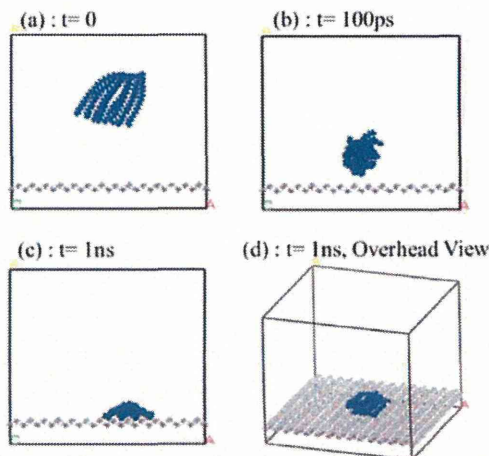 (a) : t= 0
(b) : t= 100ps
C
A
A
(c) : t= 1ns
(d) : t= 1ns, Overhead View
C
A
A